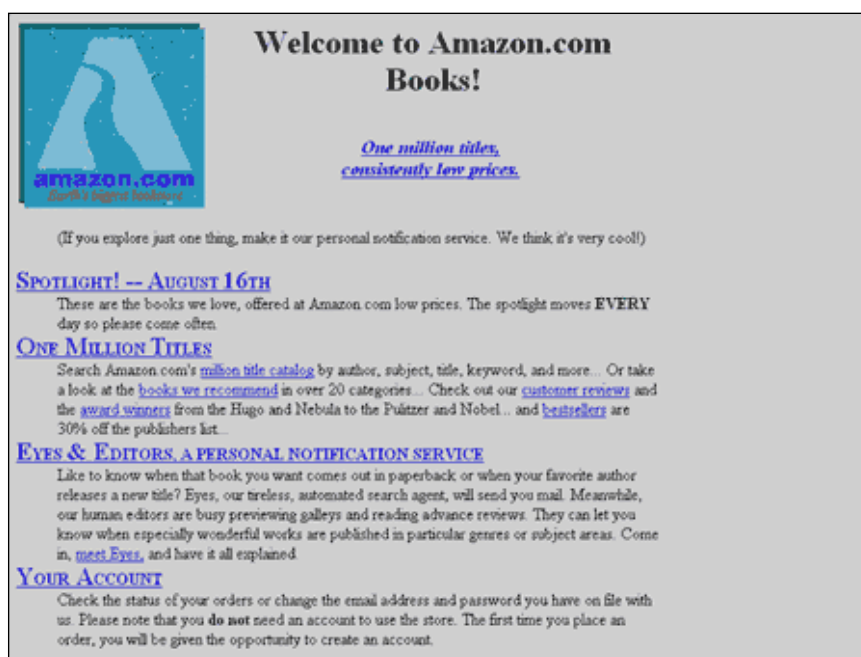 Welcome to Amazon.com
Books!
One million titles,
consistently low prices.
amazon.com
Earth's biggest bookstore
(If you explore just one thing, make it our personal notification service. We think it's very cool!)
SPOTLIGHT! -- AUGUST 16TH
These are the books we love, offered at Amazon.com low prices. The spotlight moves EVERY
day so please come often.
ONE MILLION TITLES
Search Amazon.com's million title catalog by author, subject, title, keyword, and more... Or take
a look at the books we recommend in over 20 categories... Check out our customer reviews and
the award winners from the Hugo and Nebula to the Pulitzer and Nobel... and bestsellers are
30% off the publishers list...
EYES & EDITORS, A PERSONAL NOTIFICATION SERVICE
Like to know when that book you want comes out in paperback or when your favorite author
releases a new title? Eyes, our tireless, automated search agent, will send you mail. Meanwhile,
our human editors are busy previewing galleys and reading advance reviews. They can let you
know when especially wonderful works are published in particular genres or subject areas. Come
in, meet Eyes, and have it all explained.
YOUR ACCOUNT
Check the status of your orders or change the email address and password you have on file with
us. Please note that you do not need an account to use the store. The first time you place an
order, you will be given the opportunity to create an account.